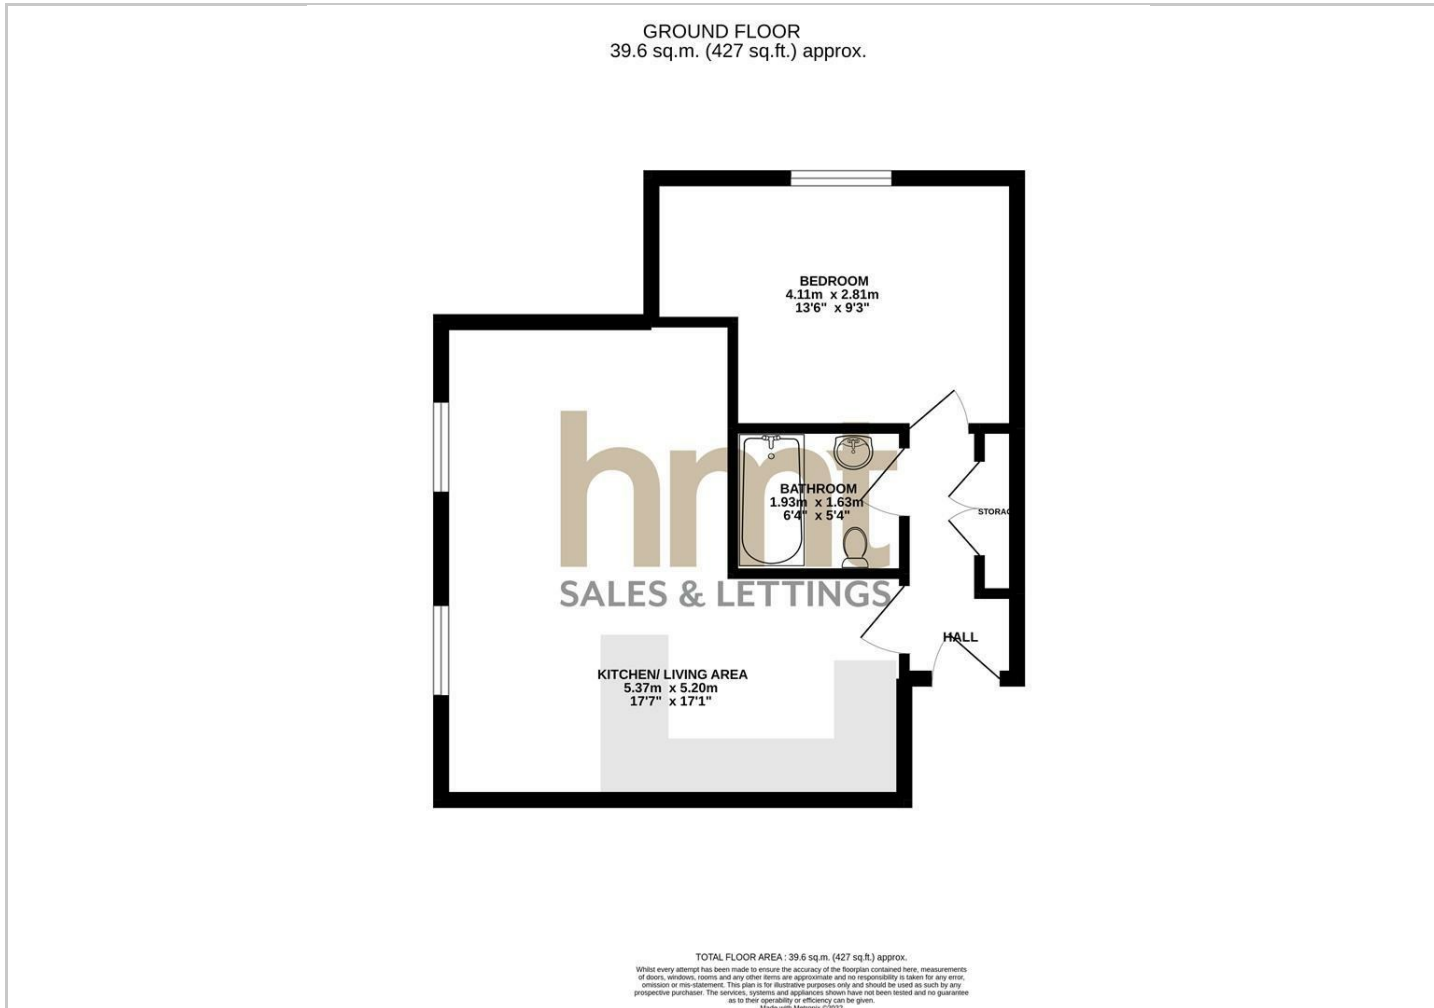 GROUND FLOOR
39.6 sq.m. (427 sq.ft.) approx.
BEDROOM
4.11m x 2.81m
13'6" x 9'3"
hmt
SALES & LETTINGS
BATHROOM
1.93m x 1.63m
6'4" x 5'4"
STORAG
HALL
KITCHEN/ LIVING AREA
5.37m x 5.20m
17'7" x 17'1"
TOTAL FLOOR AREA : 39.6 sq.m. (427 sq.ft.) approx.
Whilst every attempt has been made to ensure the accuracy of the floorplan contained here, measurements
of doors, windows, rooms and any other items are approximate and no responsibility is taken for any error,
omission or mis-statement. This plan is for illustrative purposes only and should be used as such by any
prospective purchaser. The services, systems and appliances shown have not been tested and no guarantee
as to their operability or efficiency can be given.
Made with Metropix ©2022